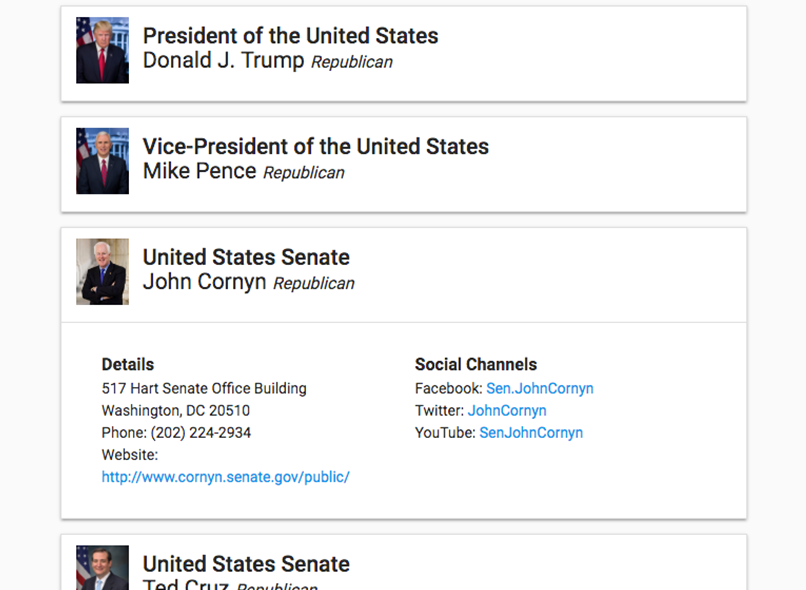 President of the United States
Donald J. Trump Republican
Vice-President of the United States
Mike Pence Republican
United States Senate
John Cornyn Republican
Details
517 Hart Senate Office Building
Washington, DC 20510
Phone: (202) 224-2934
Website:
http://www.cornyn.senate.gov/public/
Social Channels
Facebook: Sen.JohnCornyn
Twitter: JohnCornyn
YouTube: SenJohnCornyn
United States Senate
Ted Cruz Republican